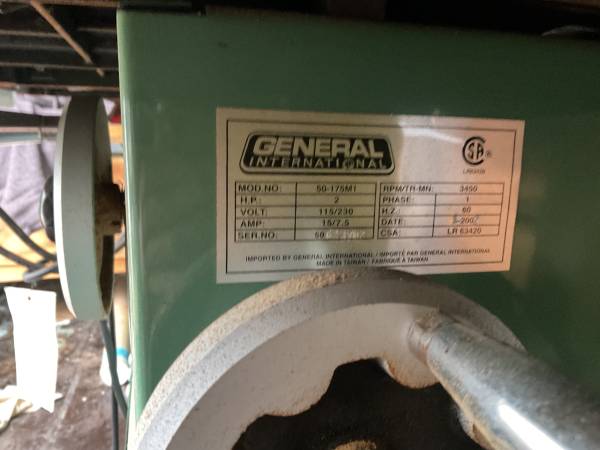 GENERAL
INTERNATIONAL
CSA
LR63420
MOD.NO: 50-175M1 RPM/TR-MN: 3450
H.P.: 2 PHASE: 1
VOLT: 115/230 H.Z.: 60
AMP: 15/7.5 DATE:
SER.NO: CSA: LR 63420
IMPORTED BY GENERAL INTERNATIONAL / IMPORTÉ PAR GENERAL INTERNATIONAL
MADE IN TAIWAN / FABRIQUÉ À TAIWAN